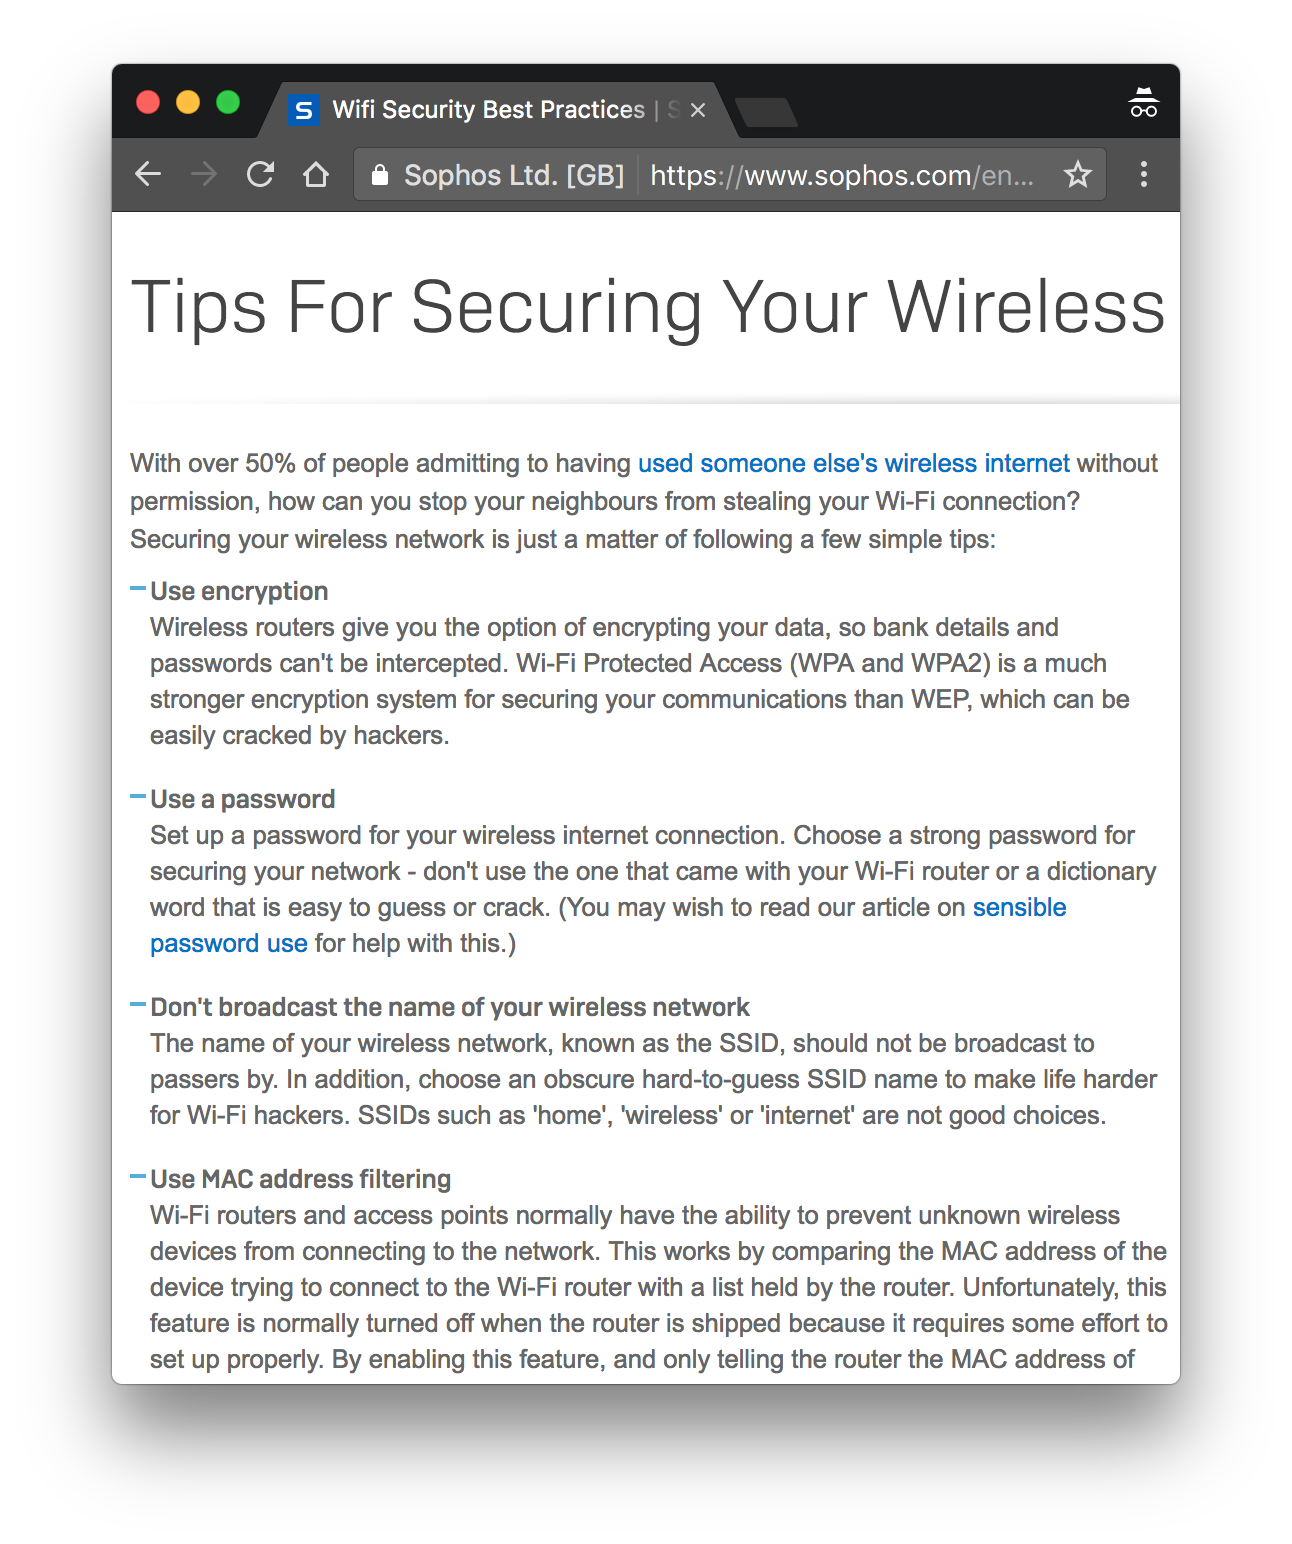 S Wifi Security Best Practices | S
Sophos Ltd. [GB] https://www.sophos.com/en...
Tips For Securing Your Wireless
With over 50% of people admitting to having used someone else's wireless internet without
permission, how can you stop your neighbours from stealing your Wi-Fi connection?
Securing your wireless network is just a matter of following a few simple tips:
Use encryption
Wireless routers give you the option of encrypting your data, so bank details and
passwords can't be intercepted. Wi-Fi Protected Access (WPA and WPA2) is a much
stronger encryption system for securing your communications than WEP, which can be
easily cracked by hackers.
Use a password
Set up a password for your wireless internet connection. Choose a strong password for
securing your network - don't use the one that came with your Wi-Fi router or a dictionary
word that is easy to guess or crack. (You may wish to read our article on sensible
password use for help with this.)
Don't broadcast the name of your wireless network
The name of your wireless network, known as the SSID, should not be broadcast to
passers by. In addition, choose an obscure hard-to-guess SSID name to make life harder
for Wi-Fi hackers. SSIDs such as 'home', 'wireless' or 'internet' are not good choices.
Use MAC address filtering
Wi-Fi routers and access points normally have the ability to prevent unknown wireless
devices from connecting to the network. This works by comparing the MAC address of the
device trying to connect to the Wi-Fi router with a list held by the router. Unfortunately, this
feature is normally turned off when the router is shipped because it requires some effort to
set up properly. By enabling this feature, and only telling the router the MAC address of